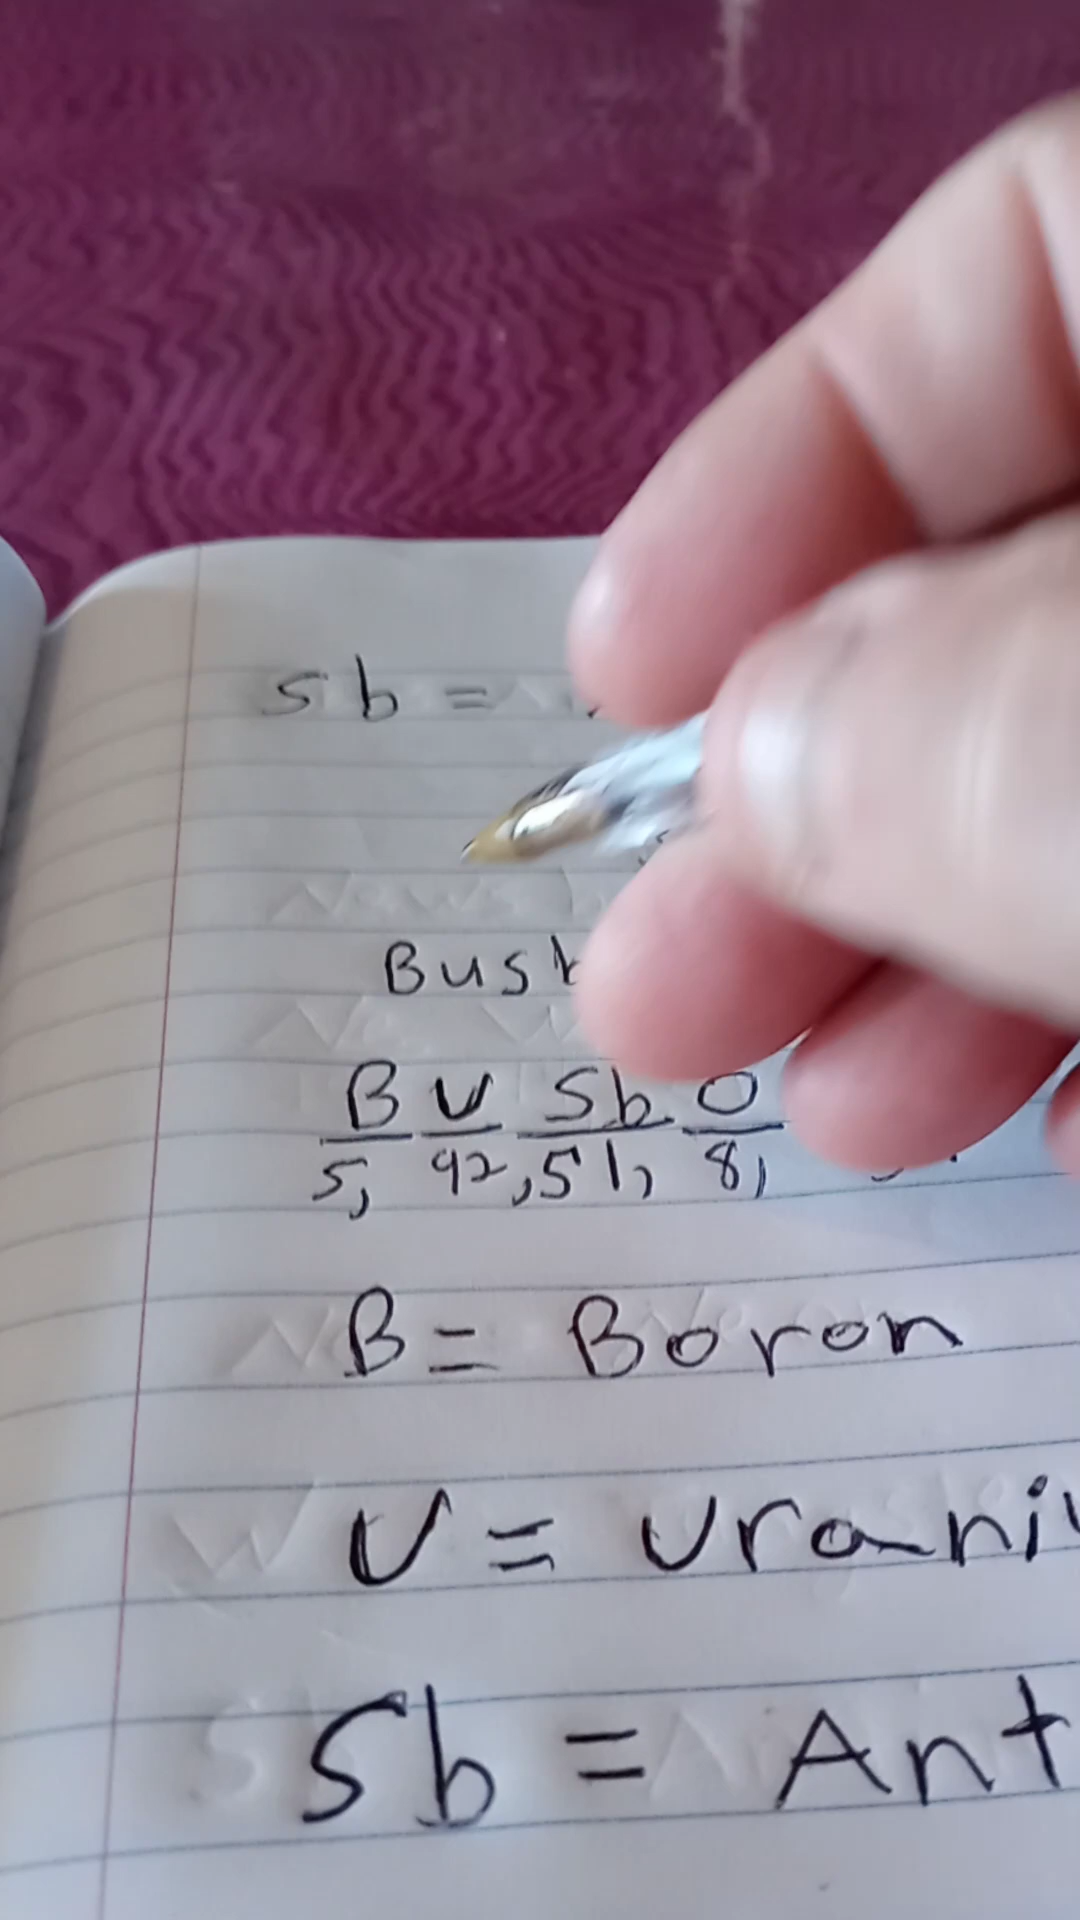 sb =
Bus
B U Sb O
5, 92, 51, 8,
B = Boron
U = Urani
Sb = Ant